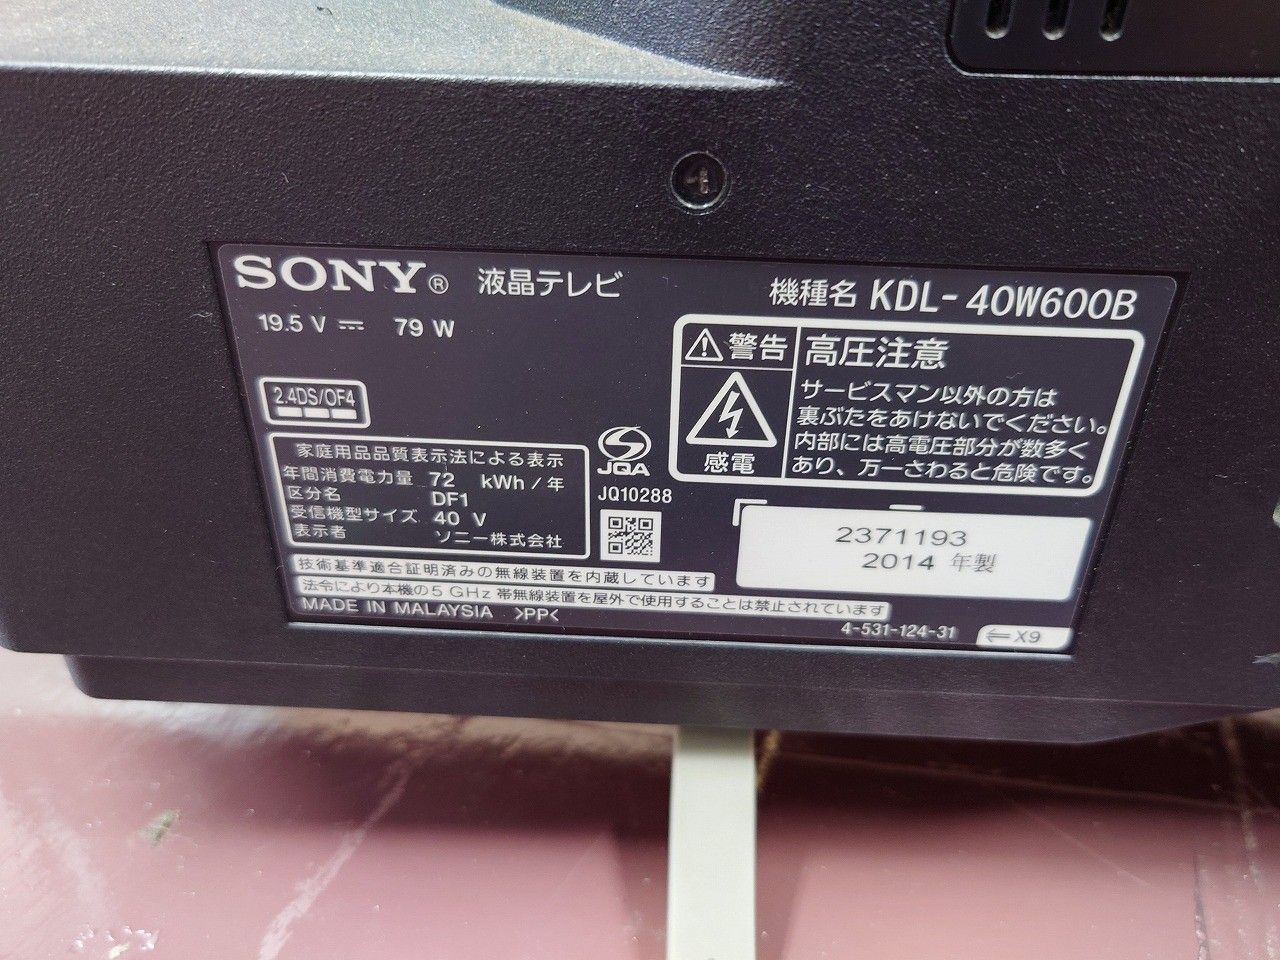 SONY® 液晶テレビ
機種名 KDL-40W600B
19.5 V ⎓ 79 W
警告
感電
高圧注意
サービスマン以外の方は
裏ぶたをあけないでください。
内部には高電圧部分が数多く
あり、万一さわると危険です。
2.4DS/OF4
家庭用品品質表示法による表示
年間消費電力量 72 kWh/年
区分名 DF1
受信機型サイズ 40 V
表示者 ソニー株式会社
JQA
JQ10288
2371193
2014 年製
技術基準適合証明済みの無線装置を内蔵しています
法令により本機の5 GHz 帯無線装置を屋外で使用することは禁止されています
MADE IN MALAYSIA >PP<
4-531-124-31
⇐X9